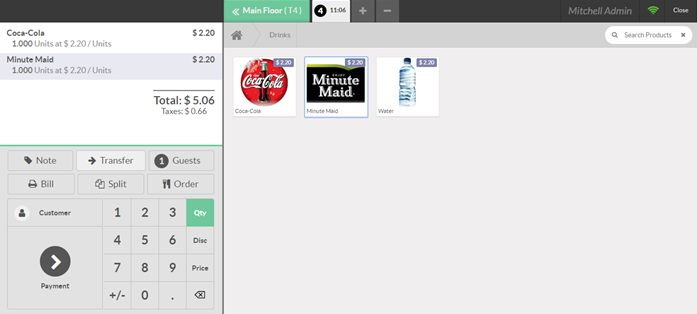 « Main Floor ( T4 )
4 11:06
+
−
Mitchell Admin
Close
Coca-Cola $ 2.20
1.000 Units at $ 2.20 / Units
Minute Maid $ 2.20
1.000 Units at $ 2.20 / Units
Total: $ 5.06
Taxes: $ 0.66
Drinks
Search Products ×
$ 2.20
Coca-Cola
Coca-Cola
$ 2.20
ENJOY
Minute
Maid
Minute Maid
$ 2.20
Water
Note
Transfer
1 Guests
Bill
Split
Order
Customer
1 2 3 Qty
4 5 6 Disc
7 8 9 Price
+/- 0 .
Payment